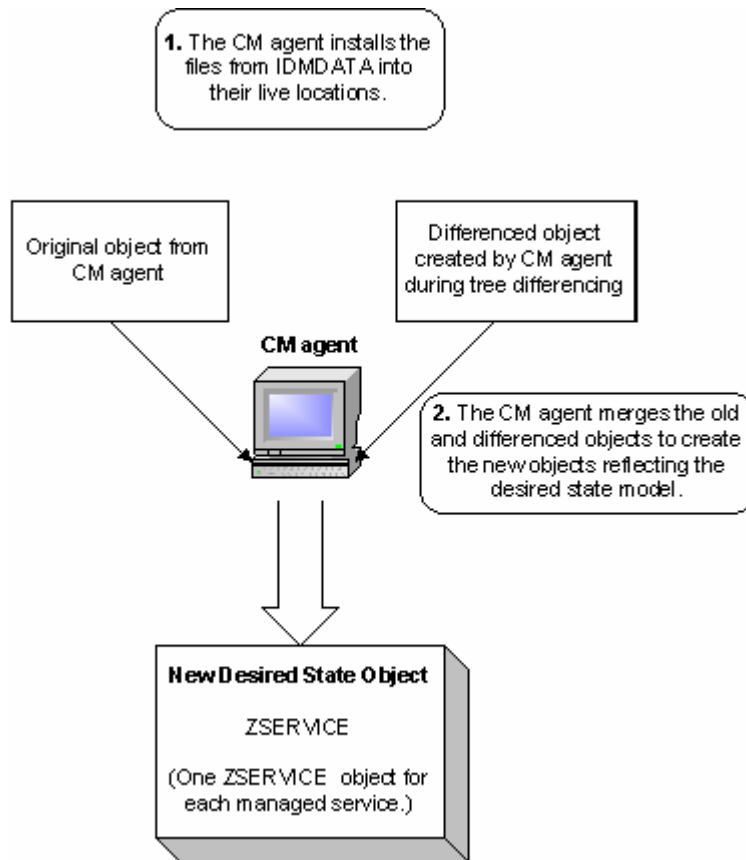 1. The CM agent installs the
files from IDMDATA into
their live locations.
Original object from
CM agent
Differenced object
created by CM agent
during tree differencing
CM agent
2. The CM agent merges the old
and differenced objects to create
the new objects reflecting the
desired state model.
New Desired State Object
ZSERVICE
(One ZSERVICE object for
each managed service.)